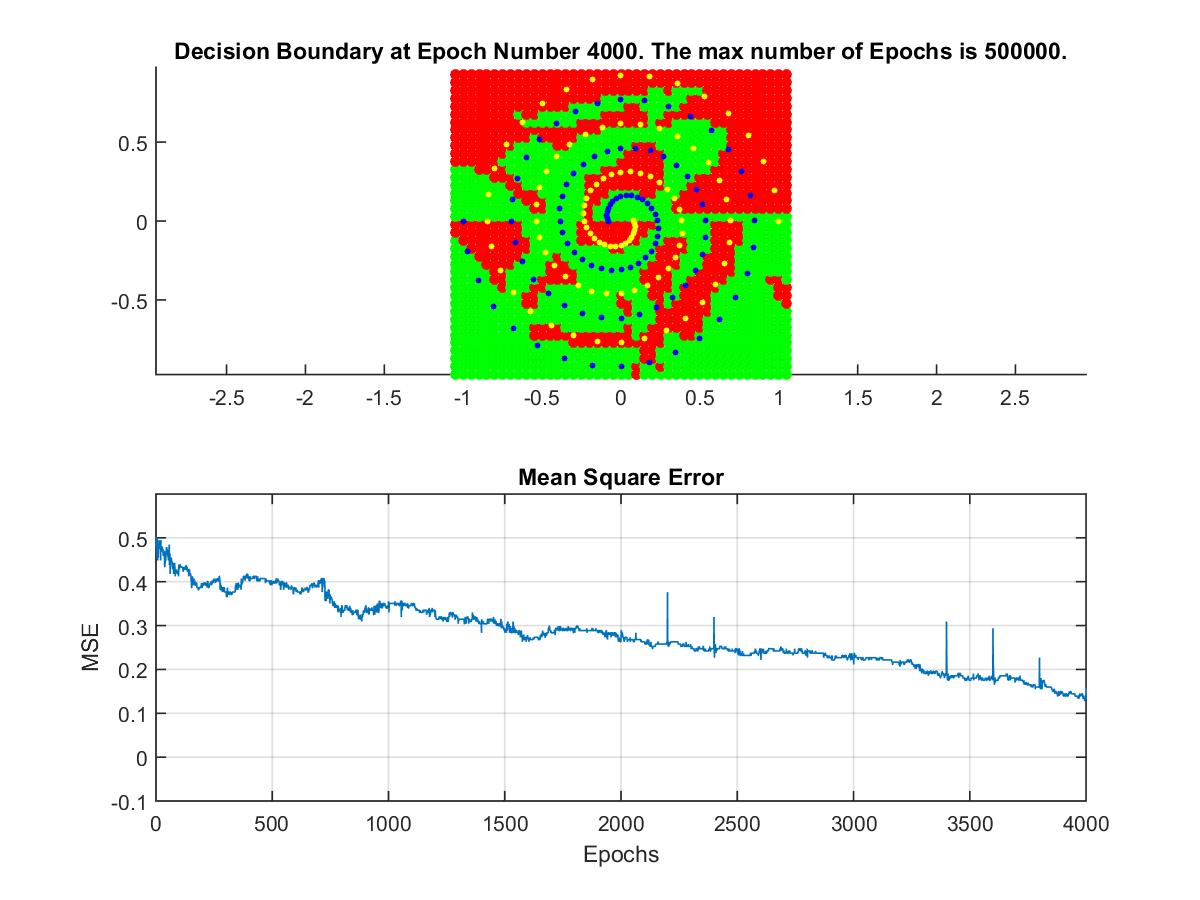 Decision Boundary at Epoch Number 4000. The max number of Epochs is 500000.
0.5
0
-0.5
-2.5 -2 -1.5 -1 -0.5 0 0.5 1 1.5 2 2.5
Mean Square Error
0.5
0.4
0.3
0.2
0.1
0
-0.1
MSE
0 500 1000 1500 2000 2500 3000 3500 4000
Epochs